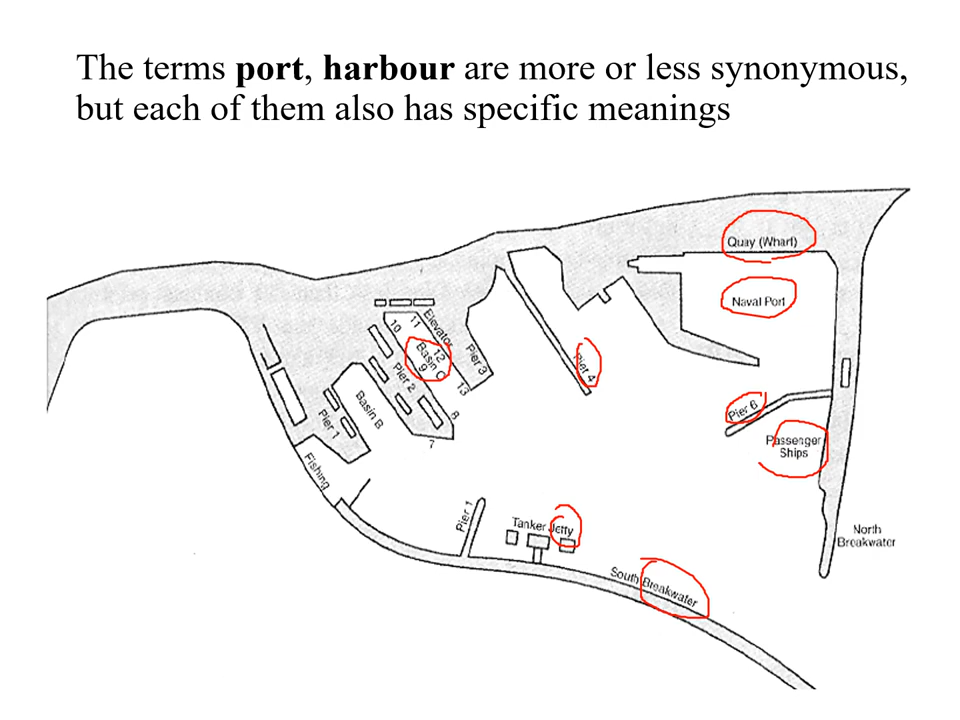 The terms port, harbour are more or less synonymous,
but each of them also has specific meanings
Quay (Wharf)
Naval Port
Elevator
11
10
12
Basin C
9
Pier 3
Pier 4
Pier 2
13
8
7
Basin B
Pier 1
Pier 6
Passenger
Ships
Fishing
Pier 1
Tanker Jetty
North
Breakwater
South Breakwater